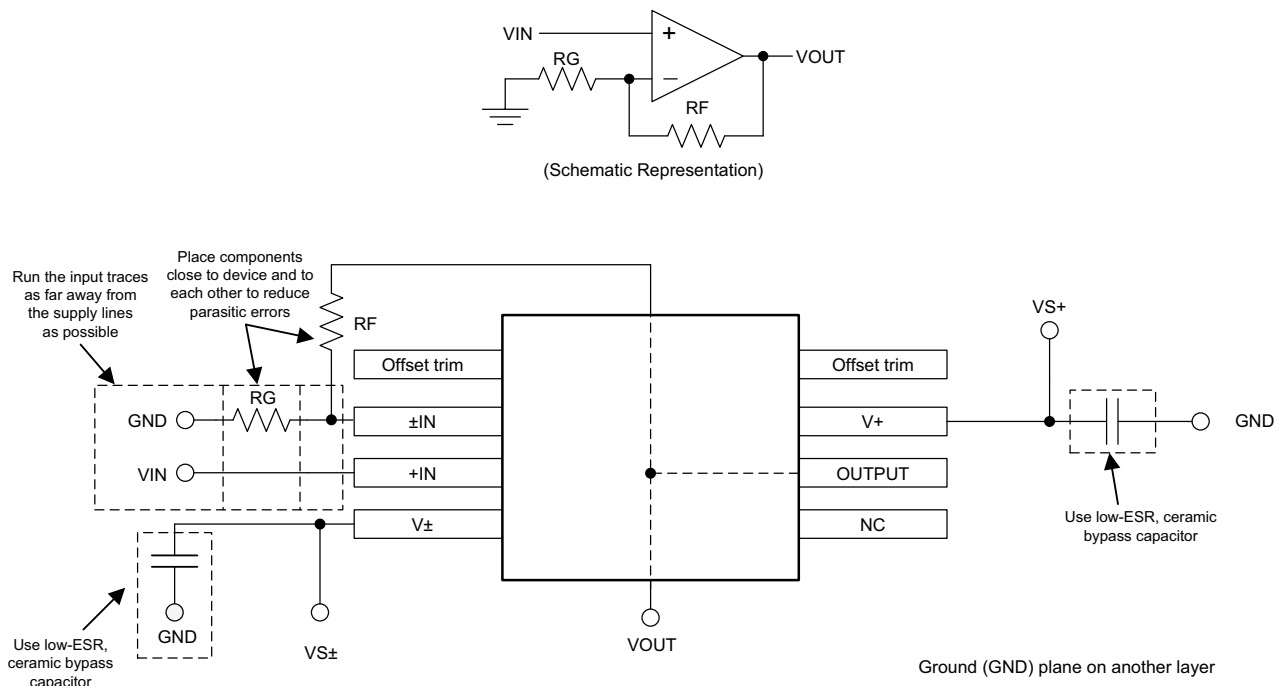 VIN
+
RG
−
VOUT
RF
(Schematic Representation)
Run the input traces
as far away from
the supply lines
as possible
Place components
close to device and to
each other to reduce
parasitic errors
RF
VS+
Offset trim
Offset trim
RG
GND
±IN
V+
GND
VIN
+IN
OUTPUT
V±
NC
Use low-ESR, ceramic
bypass capacitor
GND
VS±
VOUT
Use low-ESR,
ceramic bypass
capacitor
Ground (GND) plane on another layer